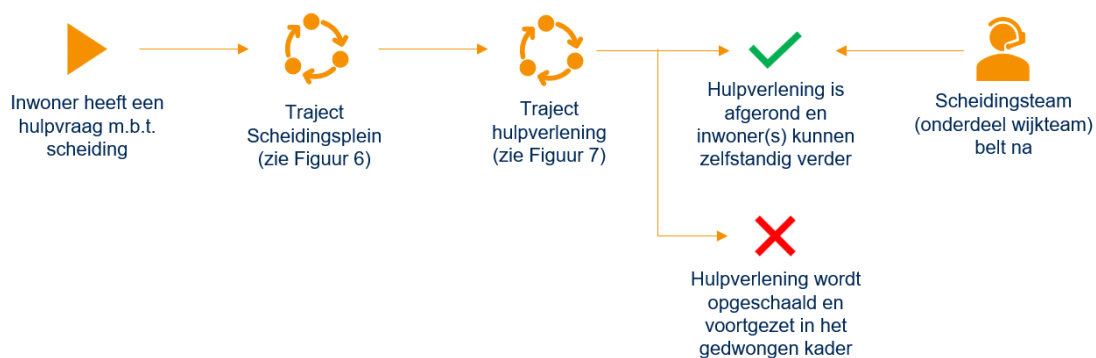 Inwoner heeft een
hulpvraag m.b.t.
scheiding
Traject
Scheidingsplein
(zie Figuur 6)
Traject
hulpverlening
(zie Figuur 7)
Hulpverlening is
afgerond en
inwoner(s) kunnen
zelfstandig verder
Scheidingsteam
(onderdeel wijkteam)
belt na
Hulpverlening wordt
opgeschaald en
voortgezet in het
gedwongen kader